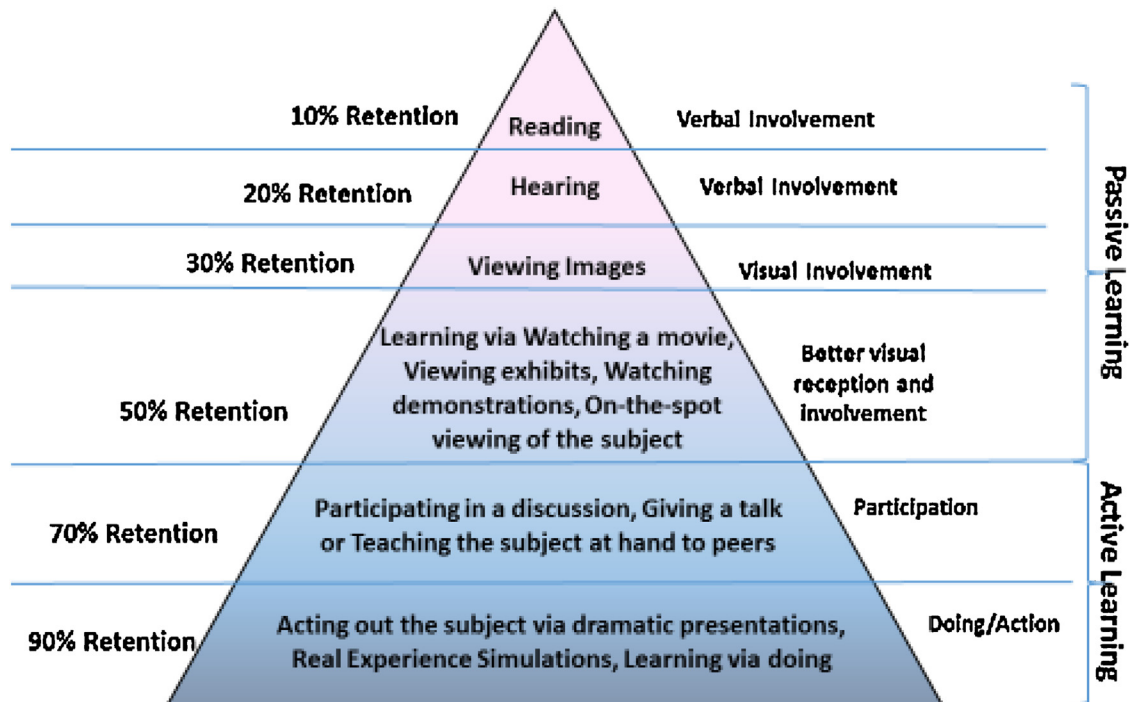 10% Retention
Reading
Verbal Involvement
20% Retention
Hearing
Verbal Involvement
30% Retention
Viewing Images
Visual Involvement
50% Retention
Learning via Watching a movie,
Viewing exhibits, Watching
demonstrations, On-the-spot
viewing of the subject
Better visual
reception and
involvement
Passive Learning
70% Retention
Participating in a discussion, Giving a talk
or Teaching the subject at hand to peers
Participation
90% Retention
Acting out the subject via dramatic presentations,
Real Experience Simulations, Learning via doing
Doing/Action
Active Learning